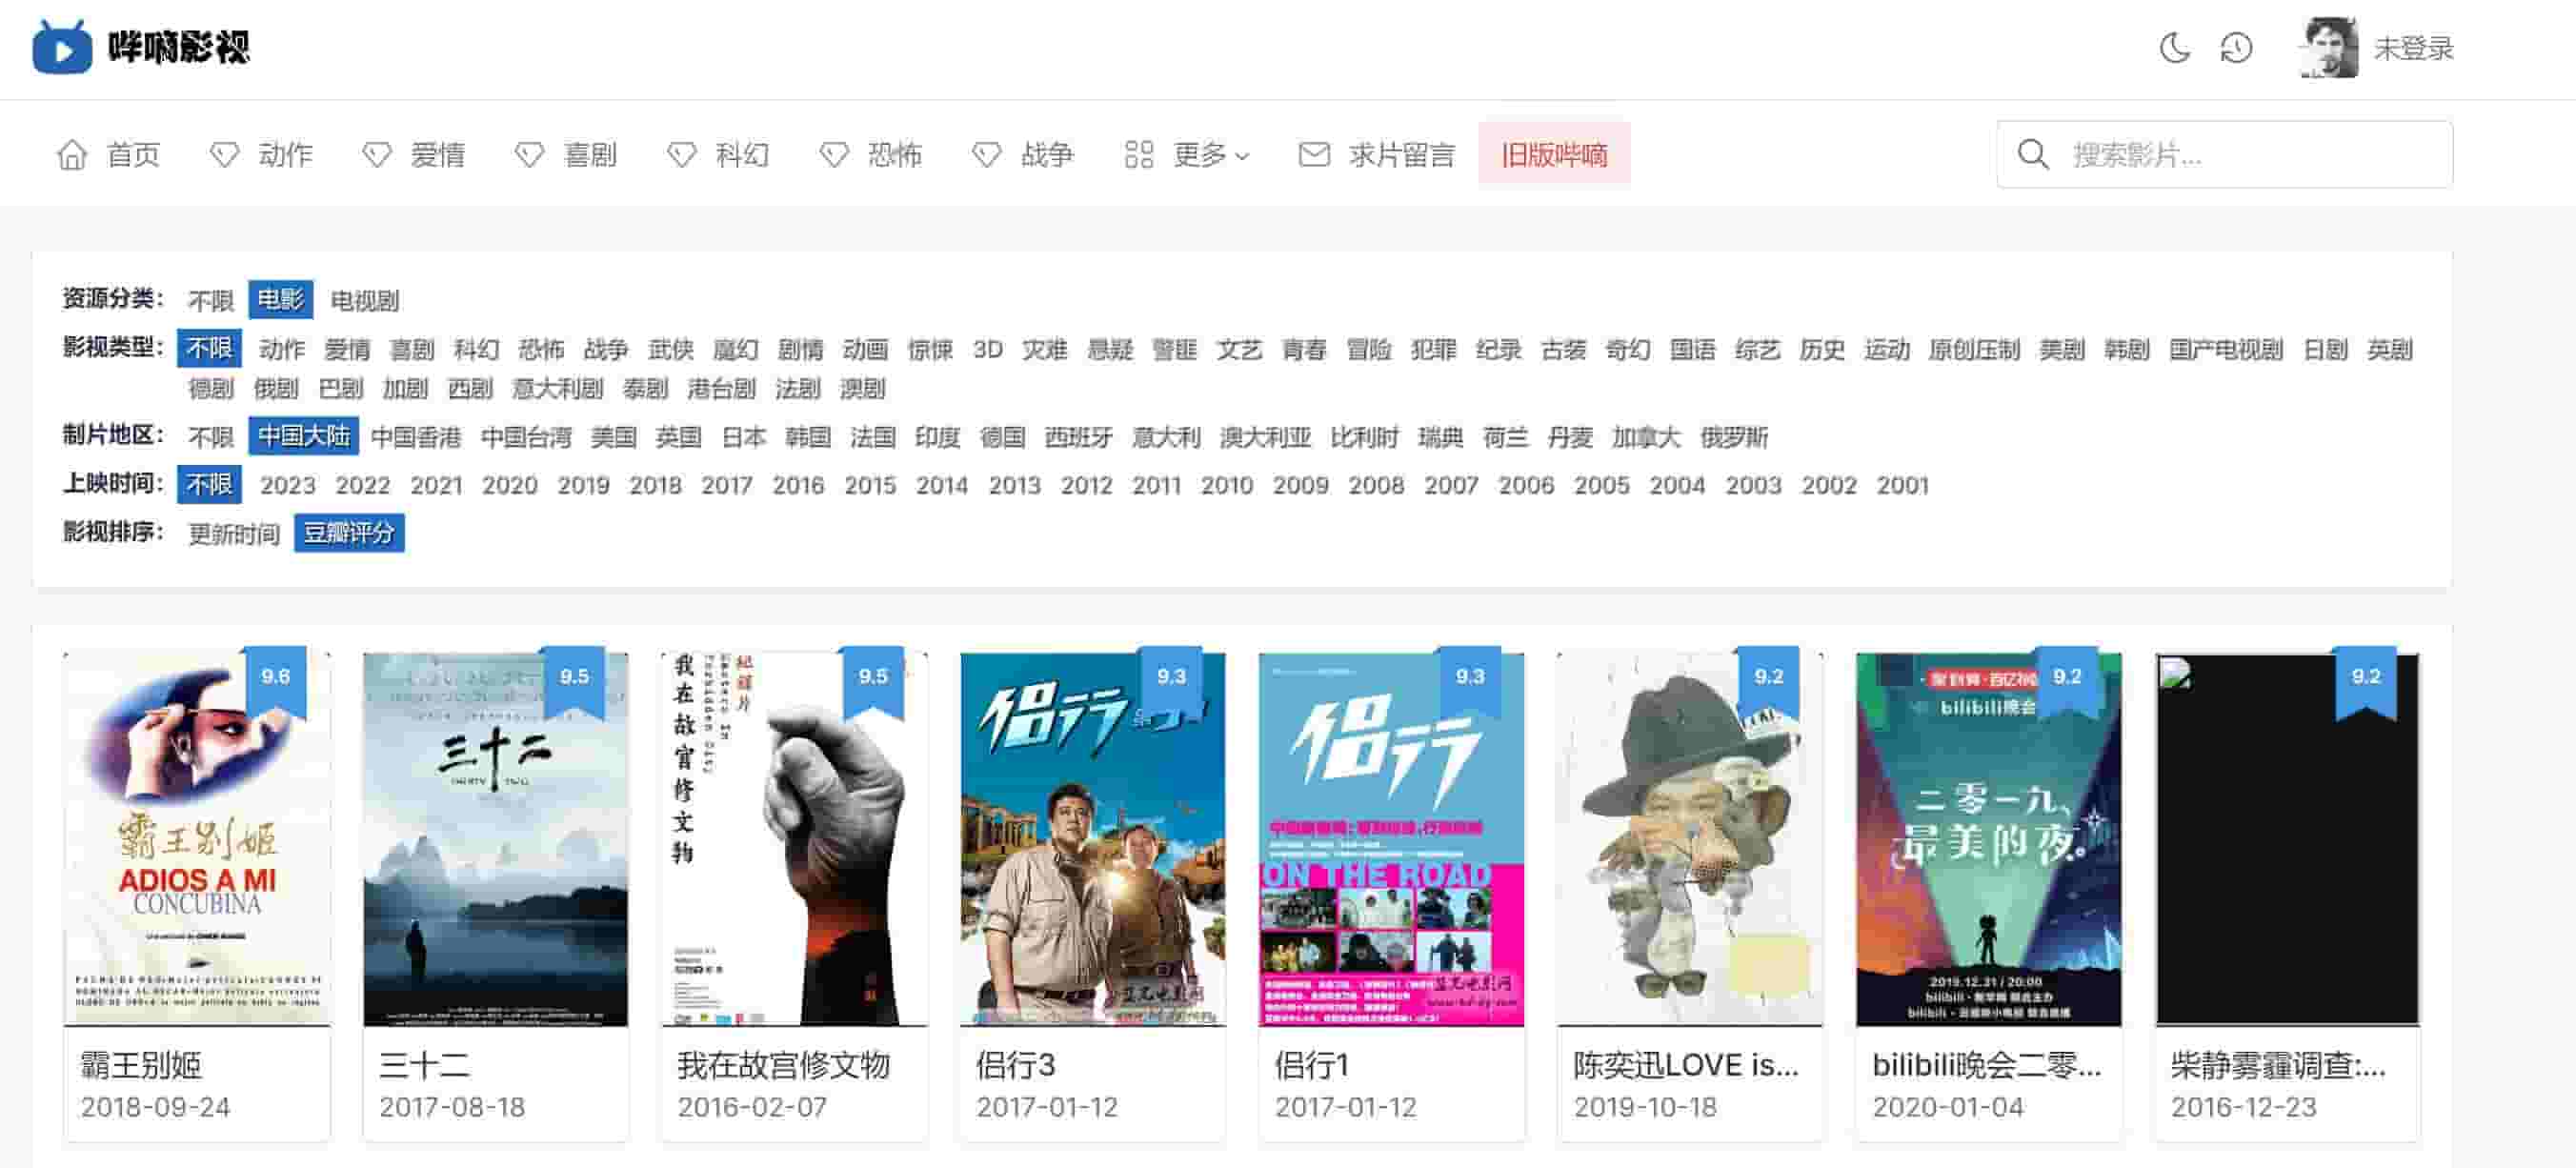 哔嘀影视
未登录
首页 动作 爱情 喜剧 科幻 恐怖 战争 更多 求片留言 旧版哔嘀 搜索影片...
资源分类: 不限 电影 电视剧
影视类型: 不限 动作 爱情 喜剧 科幻 恐怖 战争 武侠 魔幻 剧情 动画 惊悚 3D 灾难 悬疑 警匪 文艺 青春 冒险 犯罪 纪录 古装 奇幻 国语 综艺 历史 运动 原创压制 美剧 韩剧 国产电视剧 日剧 英剧
德剧 俄剧 巴剧 加剧 西剧 意大利剧 泰剧 港台剧 法剧 澳剧
制片地区: 不限 中国大陆 中国香港 中国台湾 美国 英国 日本 韩国 法国 印度 德国 西班牙 意大利 澳大利亚 比利时 瑞典 荷兰 丹麦 加拿大 俄罗斯
上映时间: 不限 2023 2022 2021 2020 2019 2018 2017 2016 2015 2014 2013 2012 2011 2010 2009 2008 2007 2006 2005 2004 2003 2002 2001
影视排序: 更新时间 豆瓣评分
9.6
霸王别姬
ADIOS A MI
CONCUBINA
9.5
三十二
THIRTY TWO
9.5
纪录片
我在故宫修文物
9.3
侣行
9.3
侣行
ON THE ROAD
9.2
9.2
bilibili晚会
二零一九、
最美的夜。
2019.12.31 / 20:00
9.2
霸王别姬
2018-09-24
三十二
2017-08-18
我在故宫修文物
2016-02-07
侣行3
2017-01-12
侣行1
2017-01-12
陈奕迅LOVE is...
2019-10-18
bilibili晚会二零...
2020-01-04
柴静雾霾调查:...
2016-12-23